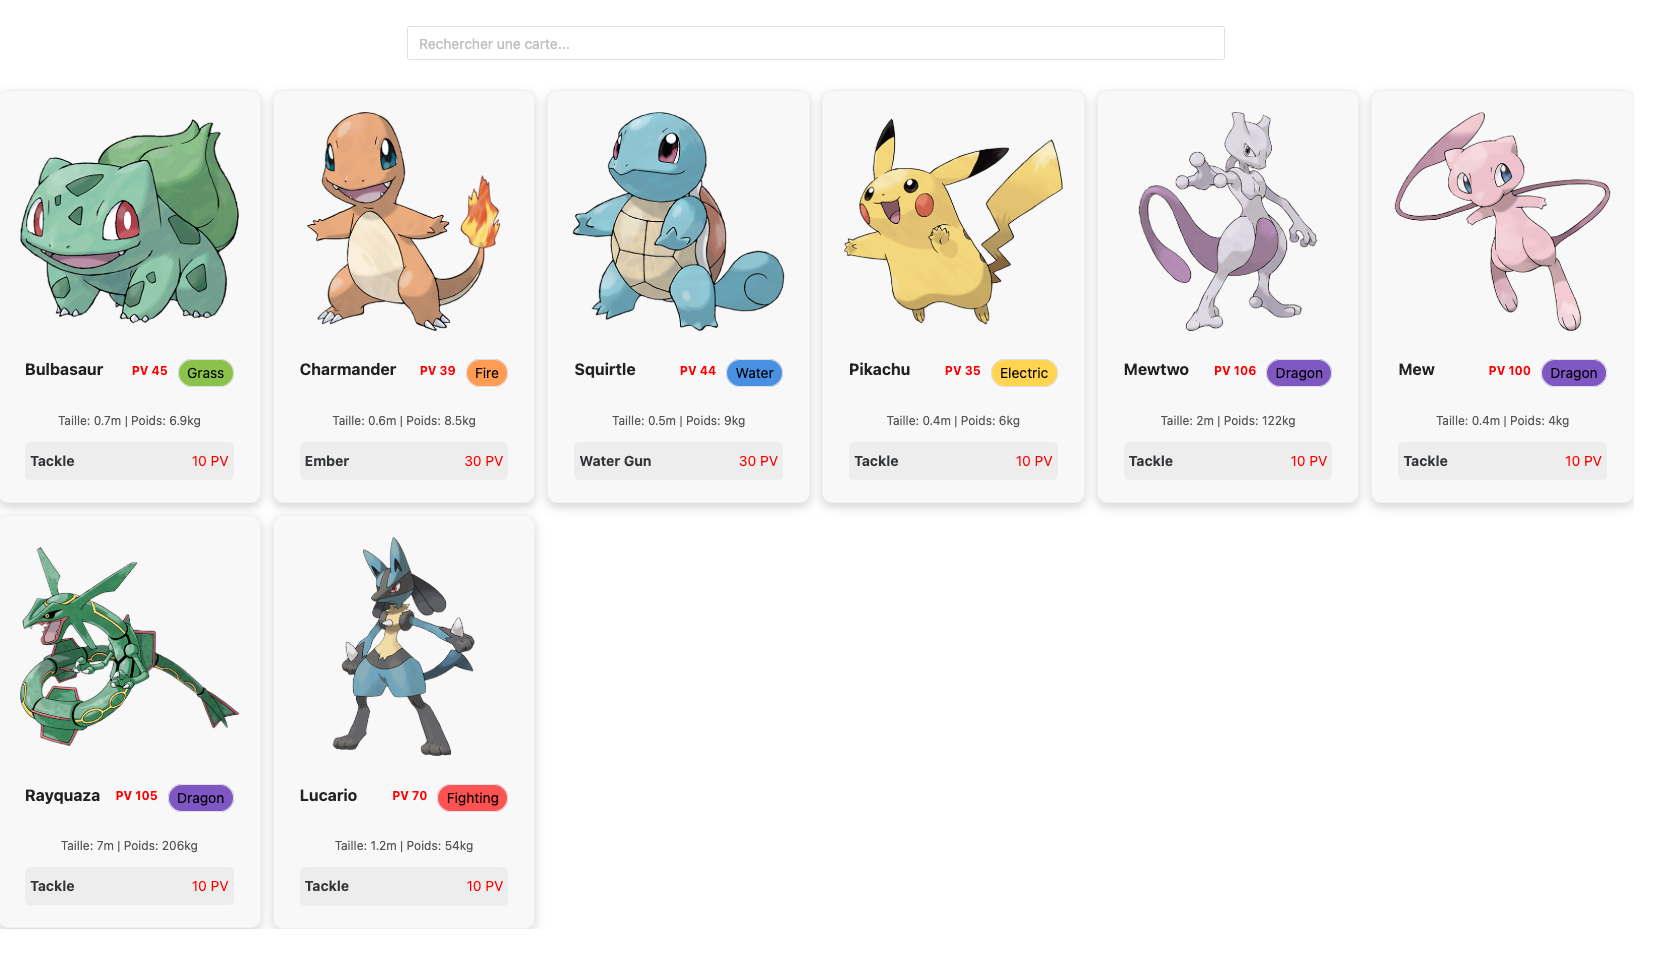 Rechercher une carte...
Bulbasaur PV 45 Grass
Taille: 0.7m | Poids: 6.9kg
Tackle 10 PV
Charmander PV 39 Fire
Taille: 0.6m | Poids: 8.5kg
Ember 30 PV
Squirtle PV 44 Water
Taille: 0.5m | Poids: 9kg
Water Gun 30 PV
Pikachu PV 35 Electric
Taille: 0.4m | Poids: 6kg
Tackle 10 PV
Mewtwo PV 106 Dragon
Taille: 2m | Poids: 122kg
Tackle 10 PV
Mew PV 100 Dragon
Taille: 0.4m | Poids: 4kg
Tackle 10 PV
Rayquaza PV 105 Dragon
Taille: 7m | Poids: 206kg
Tackle 10 PV
Lucario PV 70 Fighting
Taille: 1.2m | Poids: 54kg
Tackle 10 PV